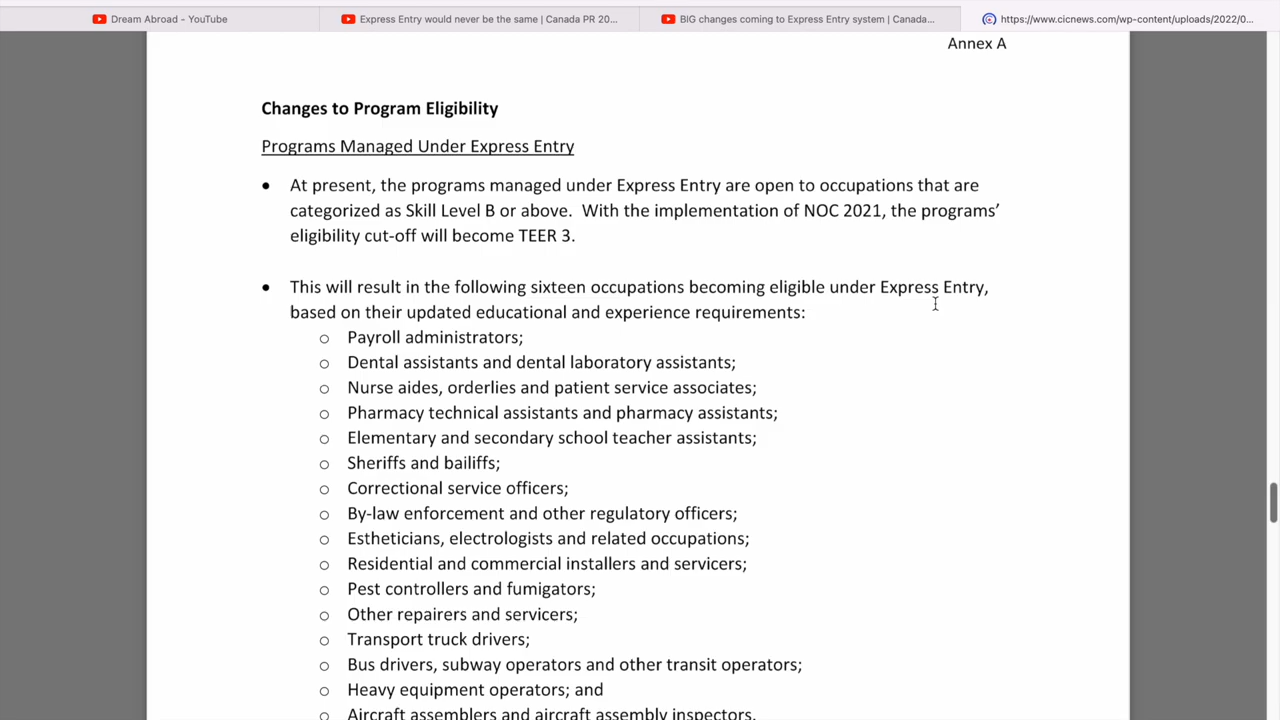 Dream Abroad - YouTube
Express Entry would never be the same | Canada PR 20...
BIG changes coming to Express Entry system | Canada...
https://www.cicnews.com/wp-content/uploads/2022/0...
Annex A
Changes to Program Eligibility
Programs Managed Under Express Entry
• At present, the programs managed under Express Entry are open to occupations that are
categorized as Skill Level B or above. With the implementation of NOC 2021, the programs’
eligibility cut-off will become TEER 3.
• This will result in the following sixteen occupations becoming eligible under Express Entry,
based on their updated educational and experience requirements:
o Payroll administrators;
o Dental assistants and dental laboratory assistants;
o Nurse aides, orderlies and patient service associates;
o Pharmacy technical assistants and pharmacy assistants;
o Elementary and secondary school teacher assistants;
o Sheriffs and bailiffs;
o Correctional service officers;
o By-law enforcement and other regulatory officers;
o Estheticians, electrologists and related occupations;
o Residential and commercial installers and servicers;
o Pest controllers and fumigators;
o Other repairers and servicers;
o Transport truck drivers;
o Bus drivers, subway operators and other transit operators;
o Heavy equipment operators; and
o Aircraft assemblers and aircraft assembly inspectors.